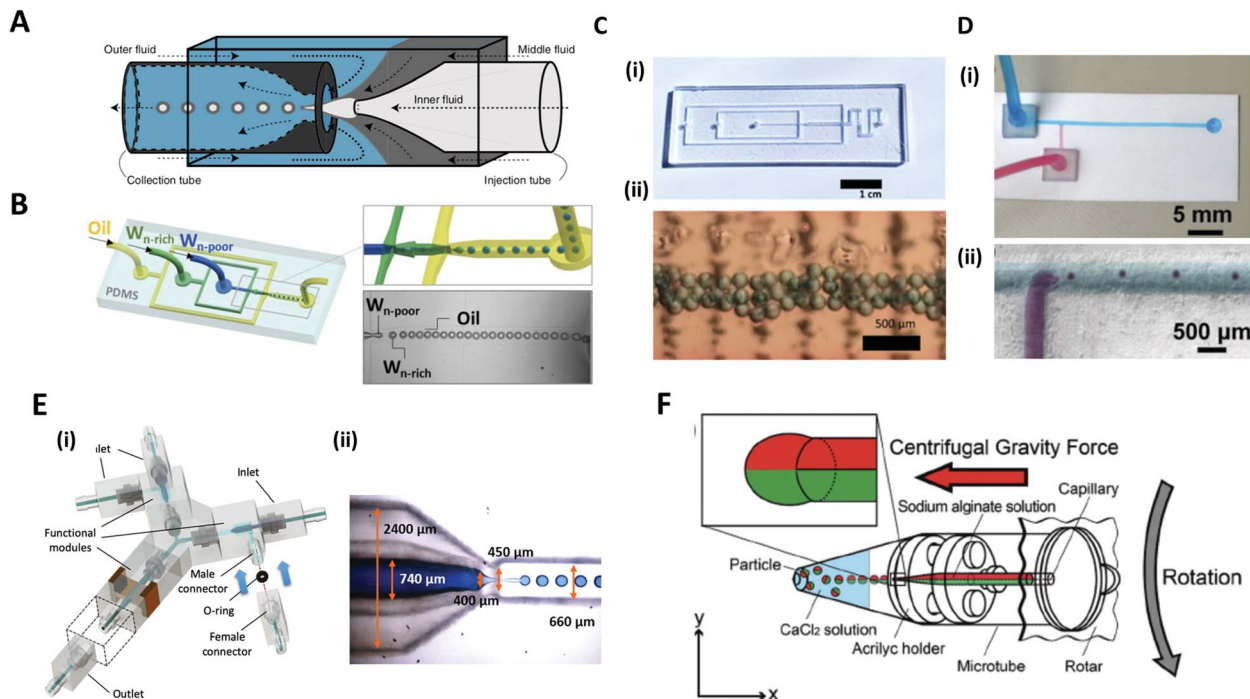 A
Outer fluid
Middle fluid
Inner fluid
Collection tube
Injection tube
B
Oil
Wn-rich
Wn-poor
PDMS
Wn-poor
Oil
Wn-rich
C
(i)
1 cm
(ii)
500 µm
D
(i)
5 mm
(ii)
500 µm
E
(i)
Inlet
Functional
modules
Male
connector
O-ring
Female
connector
Outlet
(ii)
2400 µm
450 µm
740 µm
400 µm
660 µm
F
Centrifugal Gravity Force
Sodium alginate solution
Capillary
Particle
CaCl₂ solution
Acrilyc holder
Microtube
Rotar
Rotation
y
x